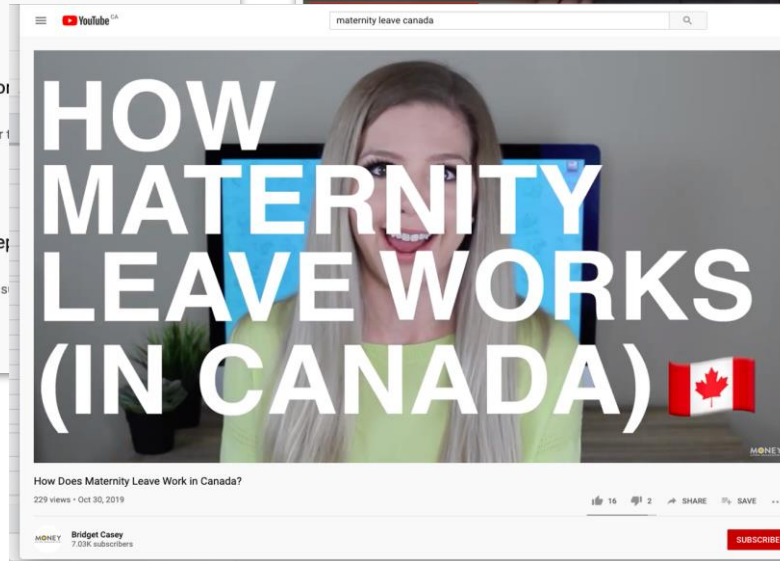 YouTube CA
maternity leave canada
HOW
MATERNITY
LEAVE WORKS
(IN CANADA)
MONEY
How Does Maternity Leave Work in Canada?
229 views • Oct 30, 2019
16 2 SHARE SAVE
MONEY
Bridget Casey
7.03K subscribers
SUBSCRIBE